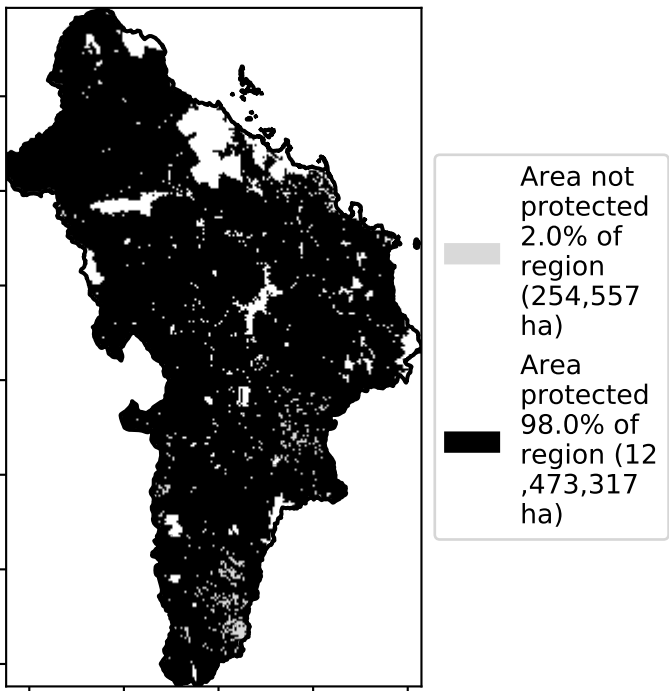 Area not
protected
2.0% of
region
(254,557
ha)
Area
protected
98.0% of
region (12
,473,317
ha)